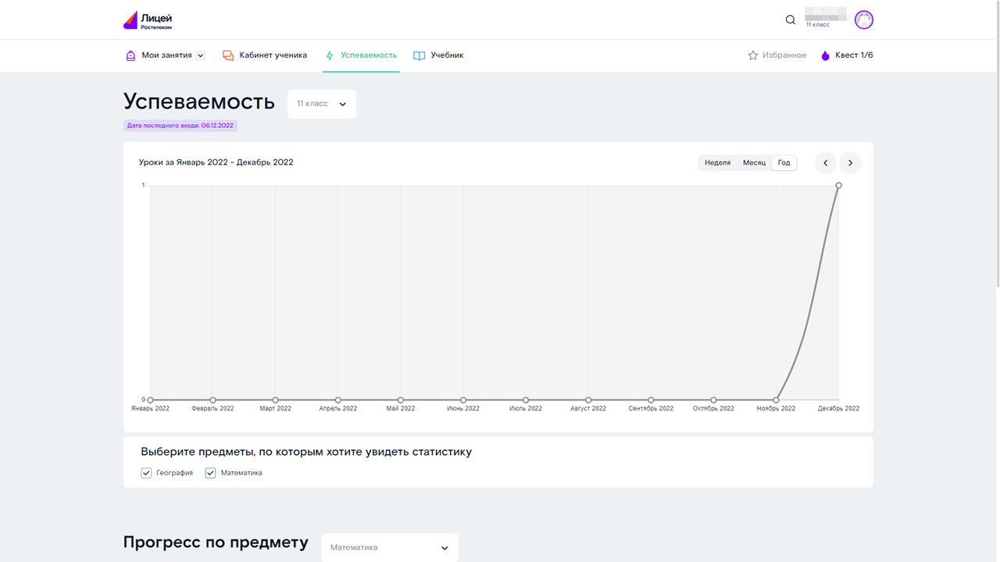 Лицей
Ростелеком
11 класс
Мои занятия
Кабинет ученика
Успеваемость
Учебник
Избранное
Квест 1/6
Успеваемость
11 класс
Дата последнего входа: 06.12.2022
Уроки за Январь 2022 - Декабрь 2022
Неделя
Месяц
Год
1
0
Январь 2022
Февраль 2022
Март 2022
Апрель 2022
Май 2022
Июнь 2022
Июль 2022
Август 2022
Сентябрь 2022
Октябрь 2022
Ноябрь 2022
Декабрь 2022
Выберите предметы, по которым хотите увидеть статистику
География
Математика
Прогресс по предмету
Математика